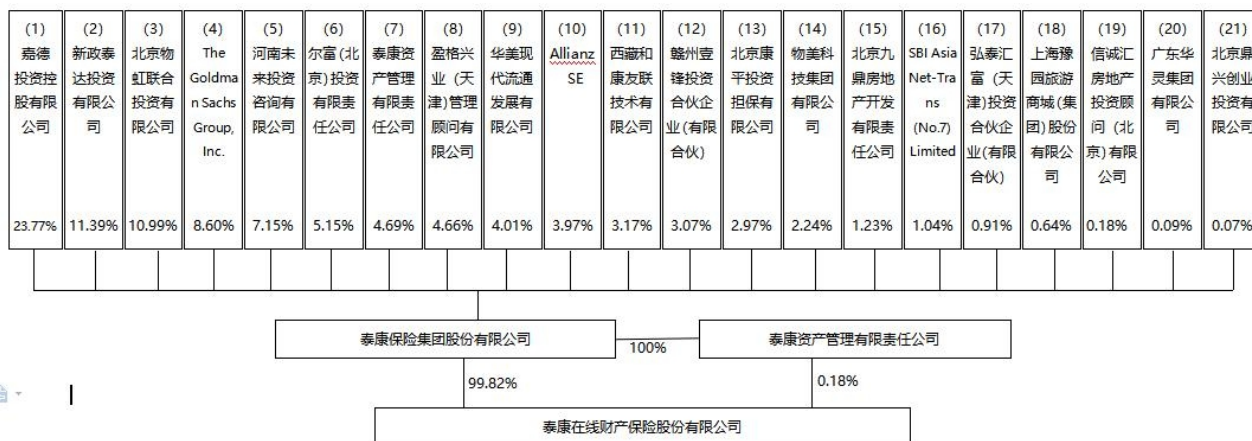 (1)
嘉德
投资控
股有限
公司
23.77%
(2)
新政泰
达投资
有限公
司
11.39%
(3)
北京物
虹联合
投资有
限公司
10.99%
(4)
The
Goldma
n Sachs
Group,
Inc.
8.60%
(5)
河南未
来投资
咨询有
限公司
7.15%
(6)
尔富(北
京)投资
有限责
任公司
5.15%
(7)
泰康资
产管理
有限责
任公司
4.69%
(8)
盈格兴
业（天
津)管理
顾问有
限公司
4.66%
(9)
华美现
代流通
发展有
限公司
4.01%
(10)
Allianz
SE
3.97%
(11)
西藏和
康友联
技术有
限公司
3.17%
(12)
赣州壹
锋投资
合伙企
业(有限
合伙)
3.07%
(13)
北京康
平投资
担保有
限公司
2.97%
(14)
物美科
技集团
有限公
司
2.24%
(15)
北京九
鼎房地
产开发
有限责
任公司
1.23%
(16)
SBI Asia
Net-Tra
ns
(No.7)
Limited
1.04%
(17)
弘泰汇
富（天
津)投资
合伙企
业(有限
合伙)
0.91%
(18)
上海豫
园旅游
商城(集
团)股份
有限公
司
0.64%
(19)
信诚汇
房地产
投资顾
问（北
京)有限
公司
0.18%
(20)
广东华
灵集团
有限公
司
0.09%
(21)
北京鼎
兴创业
投资有
限公司
0.07%
泰康保险集团股份有限公司
100%
泰康资产管理有限责任公司
99.82%
0.18%
泰康在线财产保险股份有限公司